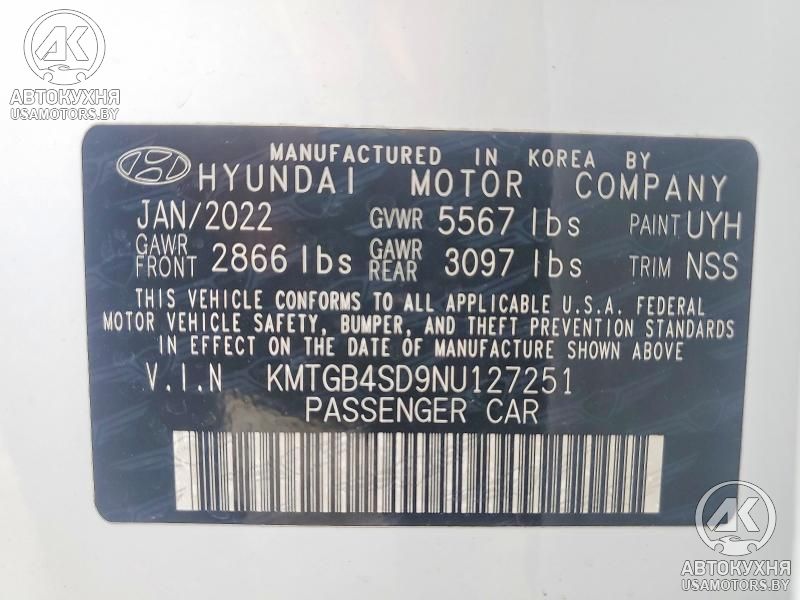 AK
АВТОКУХНЯ
USAMOTORS.BY
MANUFACTURED IN KOREA BY
HYUNDAI MOTOR COMPANY
JAN/2022 GVWR 5567 lbs PAINT UYH
GAWR FRONT 2866 lbs GAWR REAR 3097 lbs TRIM NSS
THIS VEHICLE CONFORMS TO ALL APPLICABLE U.S.A. FEDERAL
MOTOR VEHICLE SAFETY, BUMPER, AND THEFT PREVENTION STANDARDS
IN EFFECT ON THE DATE OF MANUFACTURE SHOWN ABOVE
V.I.N KMTGB4SD9NU127251
PASSENGER CAR
AK
АВТОКУХНЯ
USAMOTORS.BY